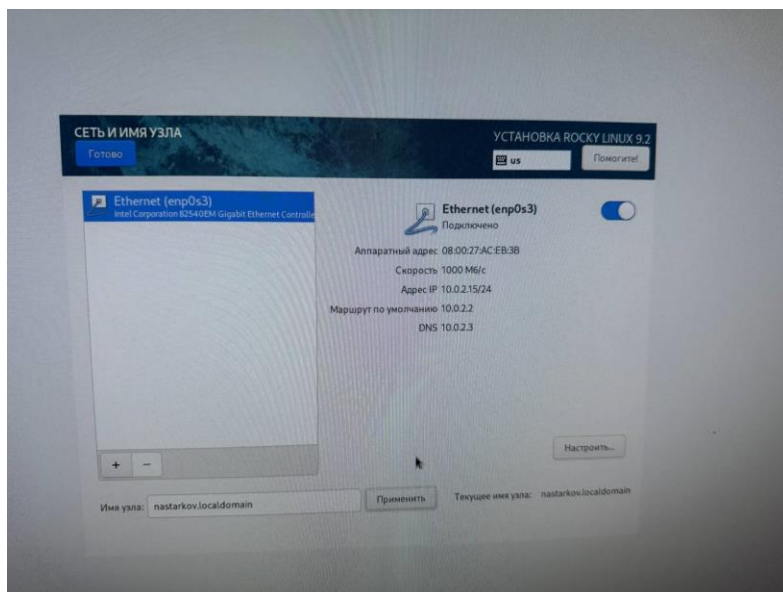 СЕТЬ И ИМЯ УЗЛА
УСТАНОВКА ROCKY LINUX 9.2
Готово
us
Помогите!
Ethernet (enp0s3)
Intel Corporation 82540EM Gigabit Ethernet Controlle
Ethernet (enp0s3)
Подключено
Аппаратный адрес 08:00:27:AC:EB:3B
Скорость 1000 Мб/с
Адрес IP 10.0.2.15/24
Маршрут по умолчанию 10.0.2.2
DNS 10.0.2.3
+ −
Настроить...
Имя узла: nastarkov.localdomain
Применить
Текущее имя узла: nastarkov.localdomain